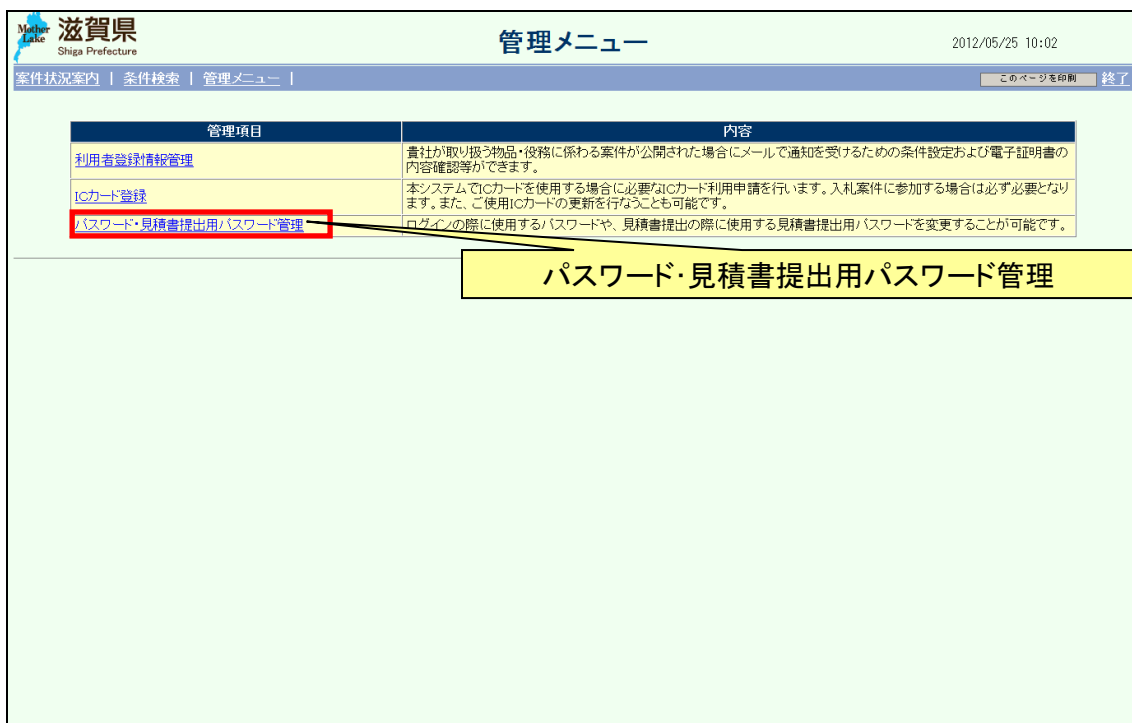 Mother Lake
滋賀県
Shiga Prefecture
管理メニュー
2012/05/25 10:02
案件状況案内 | 条件検索 | 管理メニュー |
このページを印刷 終了
管理項目 内容
利用者登録情報管理
貴社が取り扱う物品・役務に係わる案件が公開された場合にメールで通知を受けるための条件設定および電子証明書の
内容確認等ができます。
ICカード登録
本システムでICカードを使用する場合に必要なICカード利用申請を行います。入札案件に参加する場合は必ず必要となり
ます。また、ご使用ICカードの更新を行なうことも可能です。
パスワード・見積書提出用パスワード管理
ログインの際に使用するパスワードや、見積書提出の際に使用する見積書提出用パスワードを変更することが可能です。
パスワード・見積書提出用パスワード管理